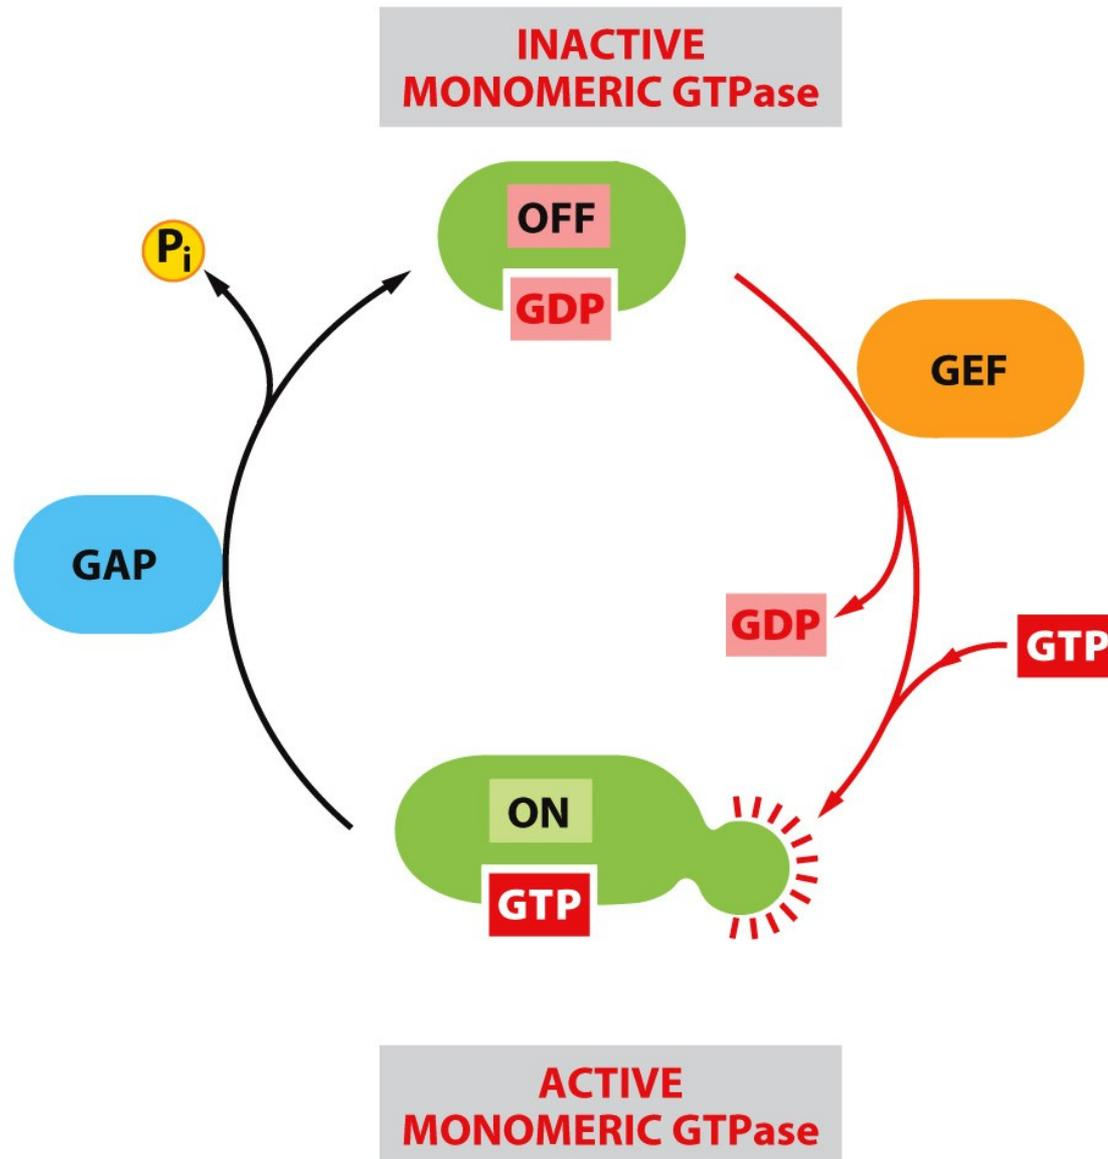 INACTIVE
MONOMERIC GTPase
OFF
GDP
Pi
GEF
GAP
GDP
GTP
ON
GTP
ACTIVE
MONOMERIC GTPase